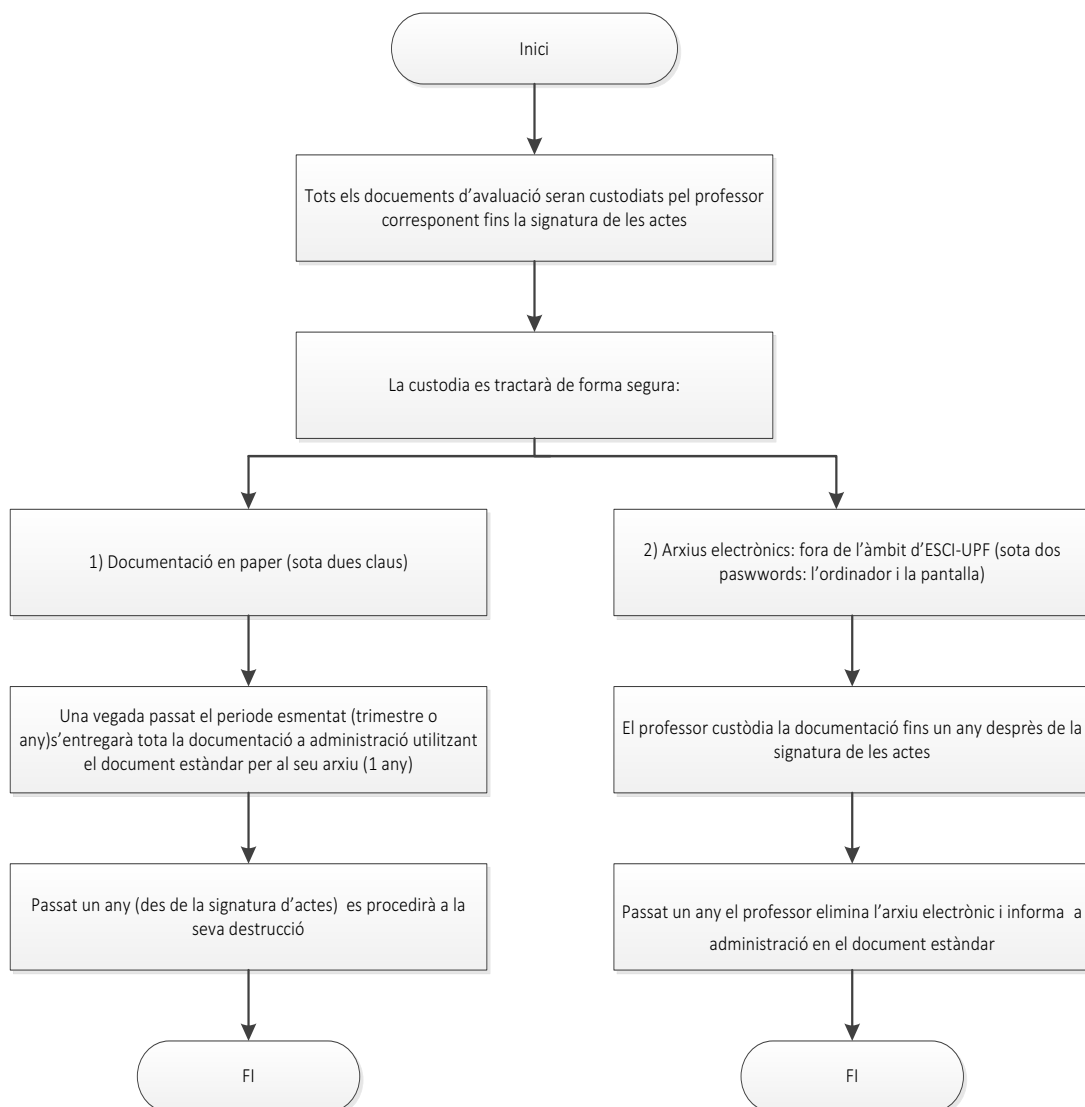 Inici
Tots els docuements d’avaluació seran custodiats pel professor
corresponent fins la signatura de les actes
La custodia es tractarà de forma segura:
1) Documentació en paper (sota dues claus)
2) Arxius electrònics: fora de l’àmbit d’ESCI-UPF (sota dos
paswwords: l’ordinador i la pantalla)
Una vegada passat el periode esmentat (trimestre o
any)s’entregarà tota la documentació a administració utilitzant
el document estàndar per al seu arxiu (1 any)
El professor custòdia la documentació fins un any desprès de la
signatura de les actes
Passat un any (des de la signatura d’actes) es procedirà a la
seva destrucció
Passat un any el professor elimina l’arxiu electrònic i informa a
administració en el document estàndar
FI
FI